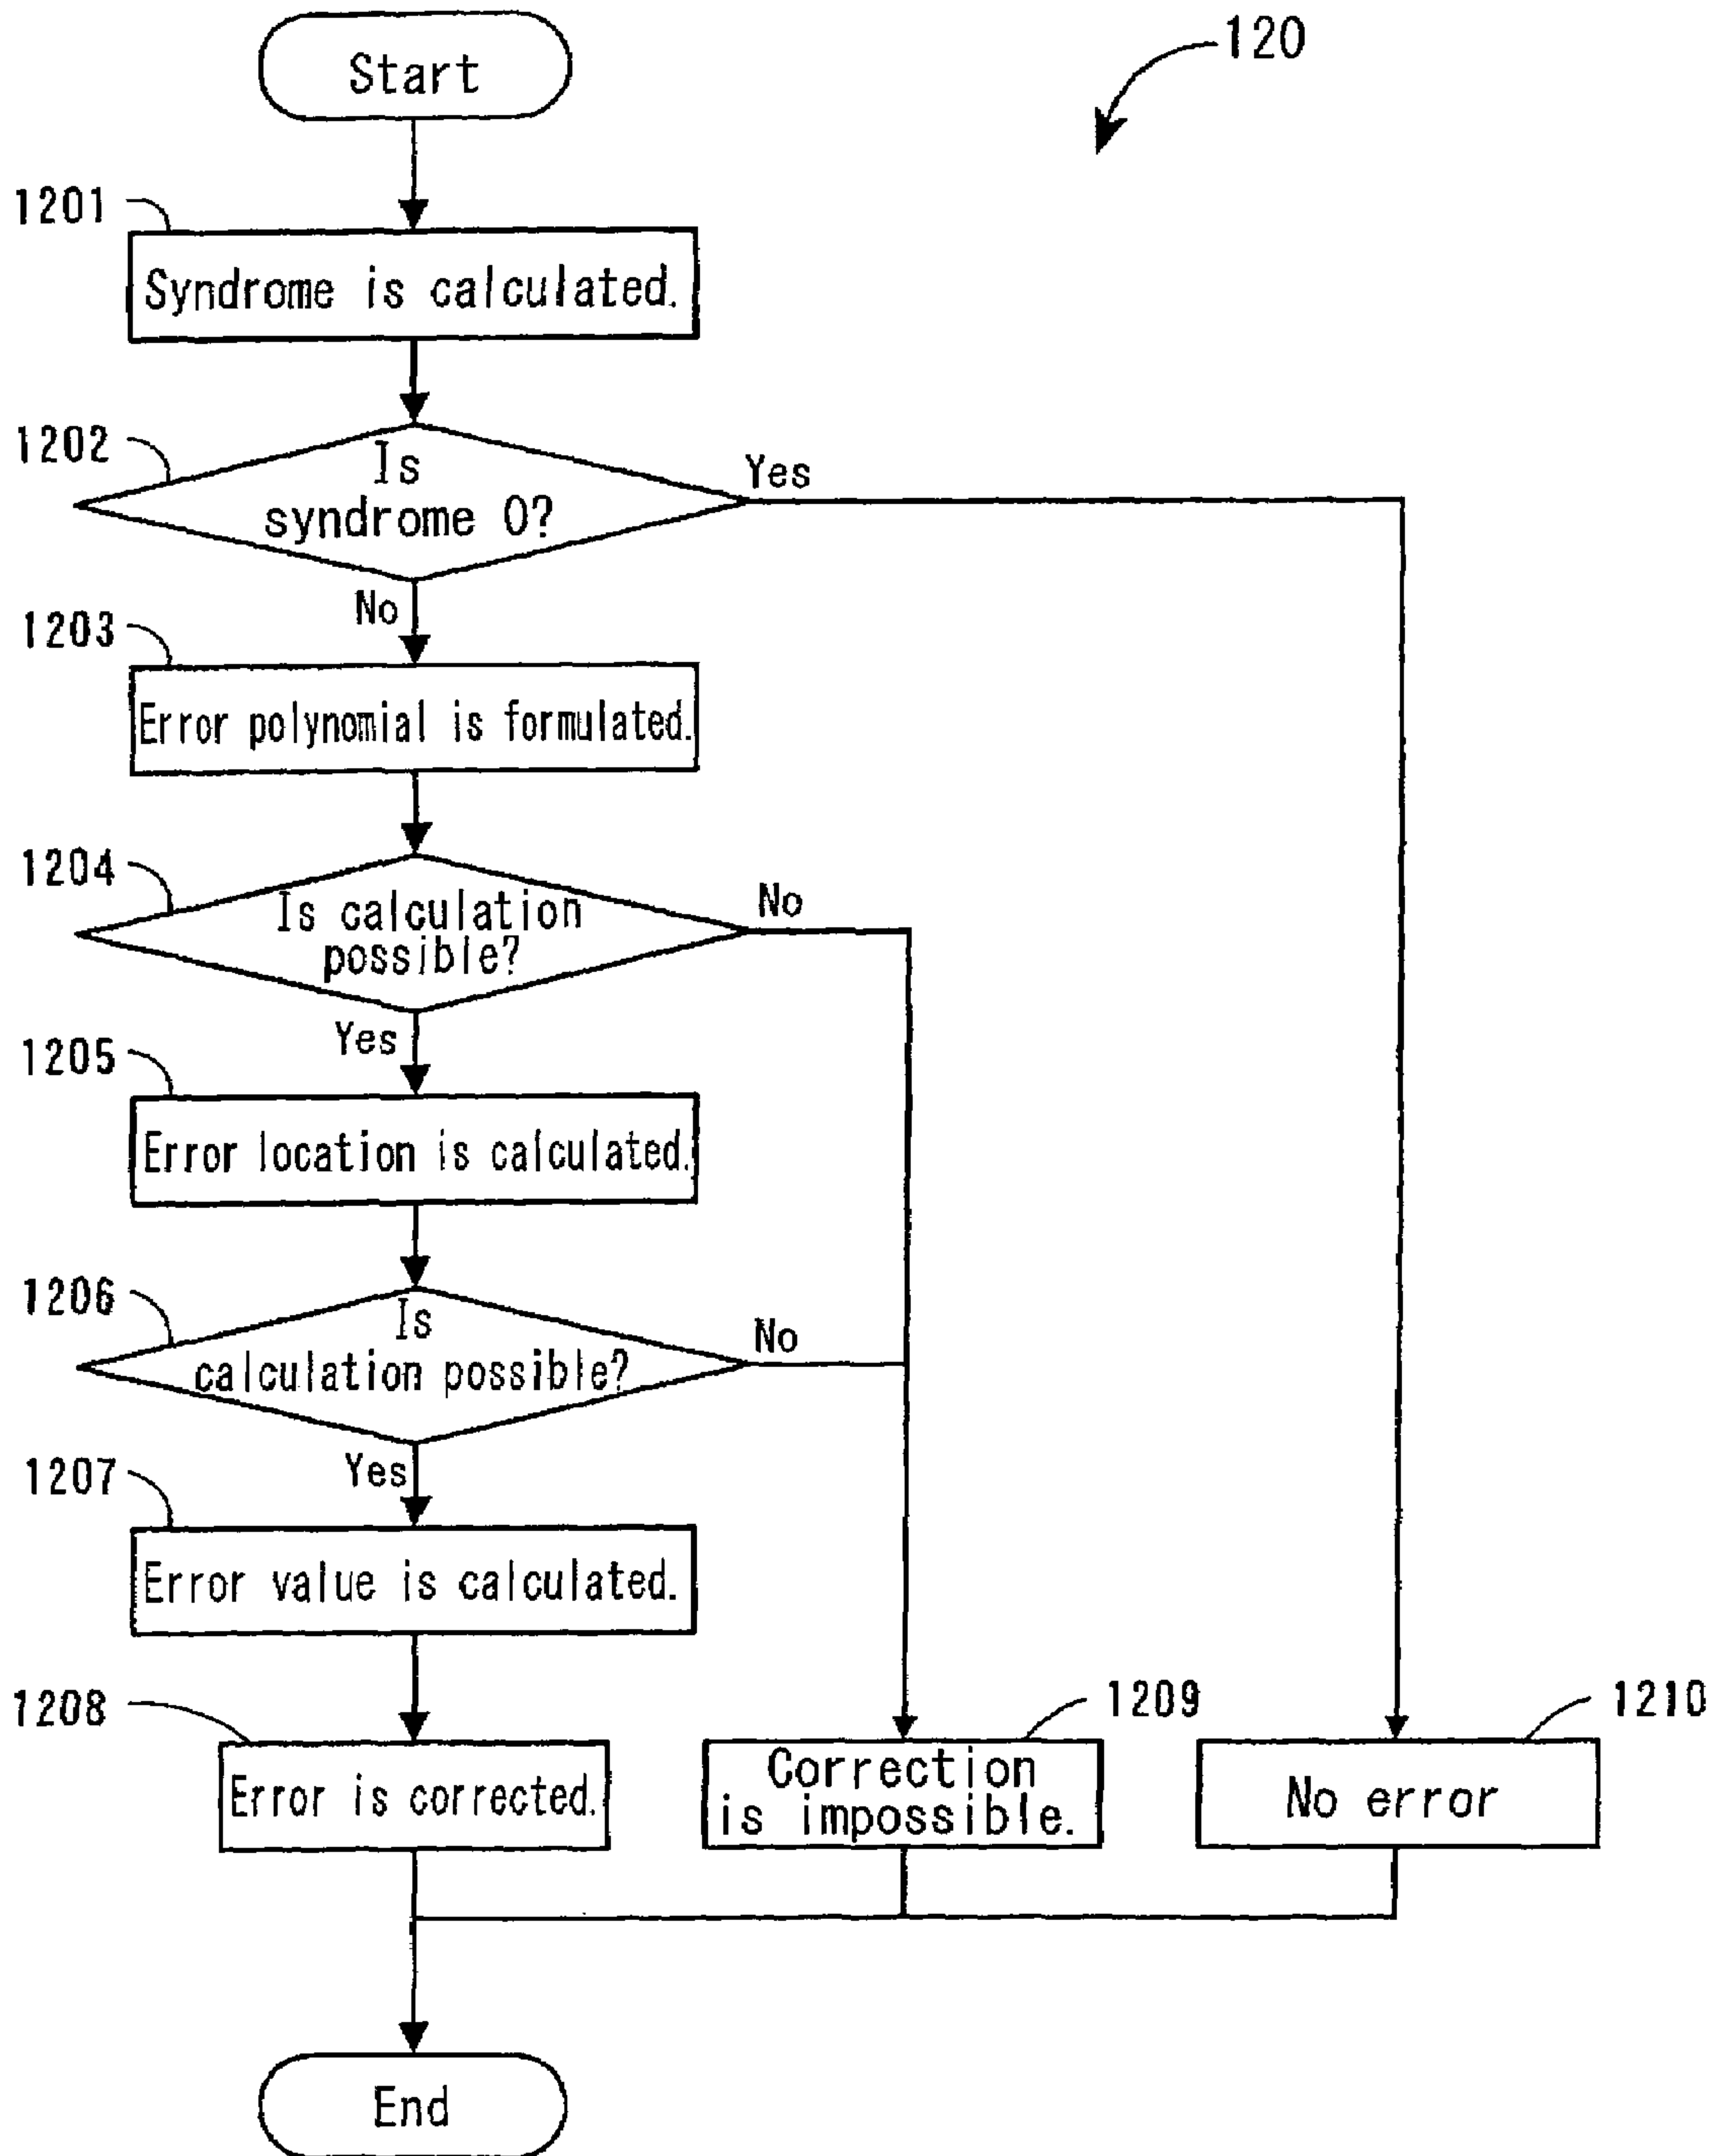 Start
120
1201
Syndrome is calculated.
1202
Is
syndrome 0?
Yes
No
1203
Error polynomial is formulated.
1204
Is calculation
possible?
No
Yes
1205
Error location is calculated.
1206
Is
calculation possible?
No
Yes
1207
Error value is calculated.
1208
Error is corrected.
1209
Correction
is impossible.
1210
No error
End